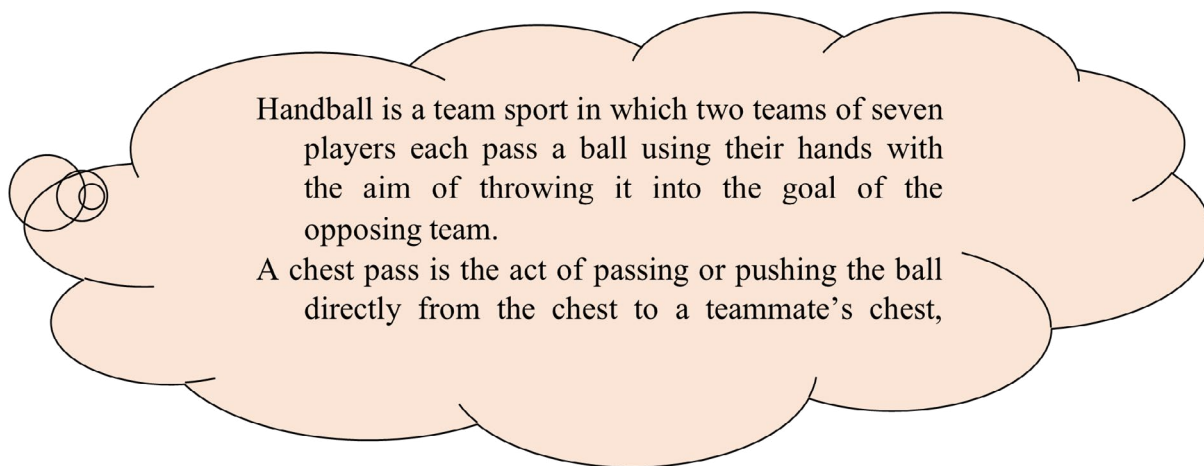 Handball is a team sport in which two teams of seven
players each pass a ball using their hands with
the aim of throwing it into the goal of the
opposing team.
A chest pass is the act of passing or pushing the ball
directly from the chest to a teammate’s chest,